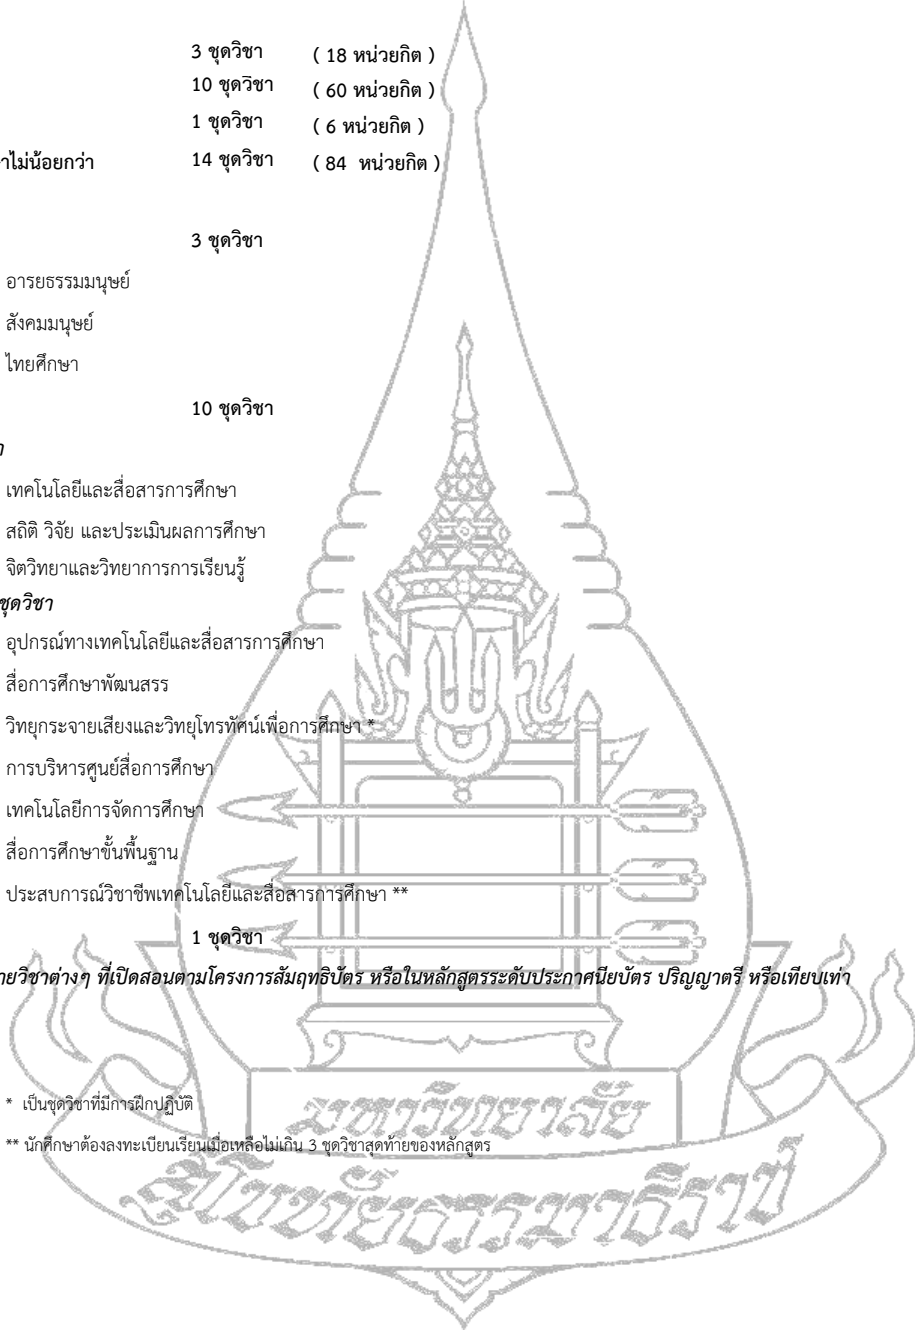 3 ชุดวิชา ( 18 หน่วยกิต )
10 ชุดวิชา ( 60 หน่วยกิต )
1 ชุดวิชา ( 6 หน่วยกิต )
าไม่น้อยกว่า 14 ชุดวิชา ( 84 หน่วยกิต )
3 ชุดวิชา
อารยธรรมมนุษย์
สังคมมนุษย์
ไทยศึกษา
10 ชุดวิชา
า
เทคโนโลยีและสื่อสารการศึกษา
สถิติ วิจัย และประเมินผลการศึกษา
จิตวิทยาและวิทยาการการเรียนรู้
ชุดวิชา
อุปกรณ์ทางเทคโนโลยีและสื่อสารการศึกษา
สื่อการศึกษาพัฒนสรร
วิทยุกระจายเสียงและวิทยุโทรทัศน์เพื่อการศึกษา *
การบริหารศูนย์สื่อการศึกษา
เทคโนโลยีการจัดการศึกษา
สื่อการศึกษาขั้นพื้นฐาน
ประสบการณ์วิชาชีพเทคโนโลยีและสื่อสารการศึกษา **
1 ชุดวิชา
ายวิชาต่างๆ ที่เปิดสอนตามโครงการสัมฤทธิบัตร หรือในหลักสูตรระดับประกาศนียบัตร ปริญญาตรี หรือเทียบเท่า
* เป็นชุดวิชาที่มีการฝึกปฏิบัติ
มหาวิทยาลัย
** นักศึกษาต้องลงทะเบียนเรียนเมื่อเหลือไม่เกิน 3 ชุดวิชาสุดท้ายของหลักสูตร
สุโขทัยธรรมาธิราช